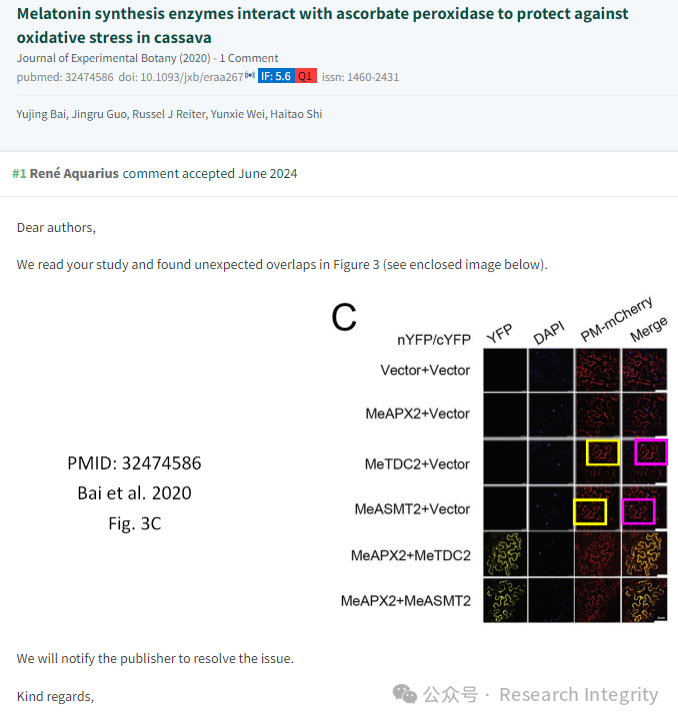 Melatonin synthesis enzymes interact with ascorbate peroxidase to protect against
oxidative stress in cassava
Journal of Experimental Botany (2020) - 1 Comment
pubmed: 32474586 doi: 10.1093/jxb/eraa267 IF: 5.6 Q1 issn: 1460-2431
Yujing Bai, Jingru Guo, Russel J Reiter, Yunxie Wei, Haitao Shi
#1 René Aquarius comment accepted June 2024
Dear authors,
We read your study and found unexpected overlaps in Figure 3 (see enclosed image below).
C
nYFP/cYFP YFP DAPI PM-mCherry Merge
Vector+Vector
MeAPX2+Vector
MeTDC2+Vector
MeASMT2+Vector
MeAPX2+MeTDC2
MeAPX2+MeASMT2
PMID: 32474586
Bai et al. 2020
Fig. 3C
We will notify the publisher to resolve the issue.
Kind regards,
公众号 · Research Integrity